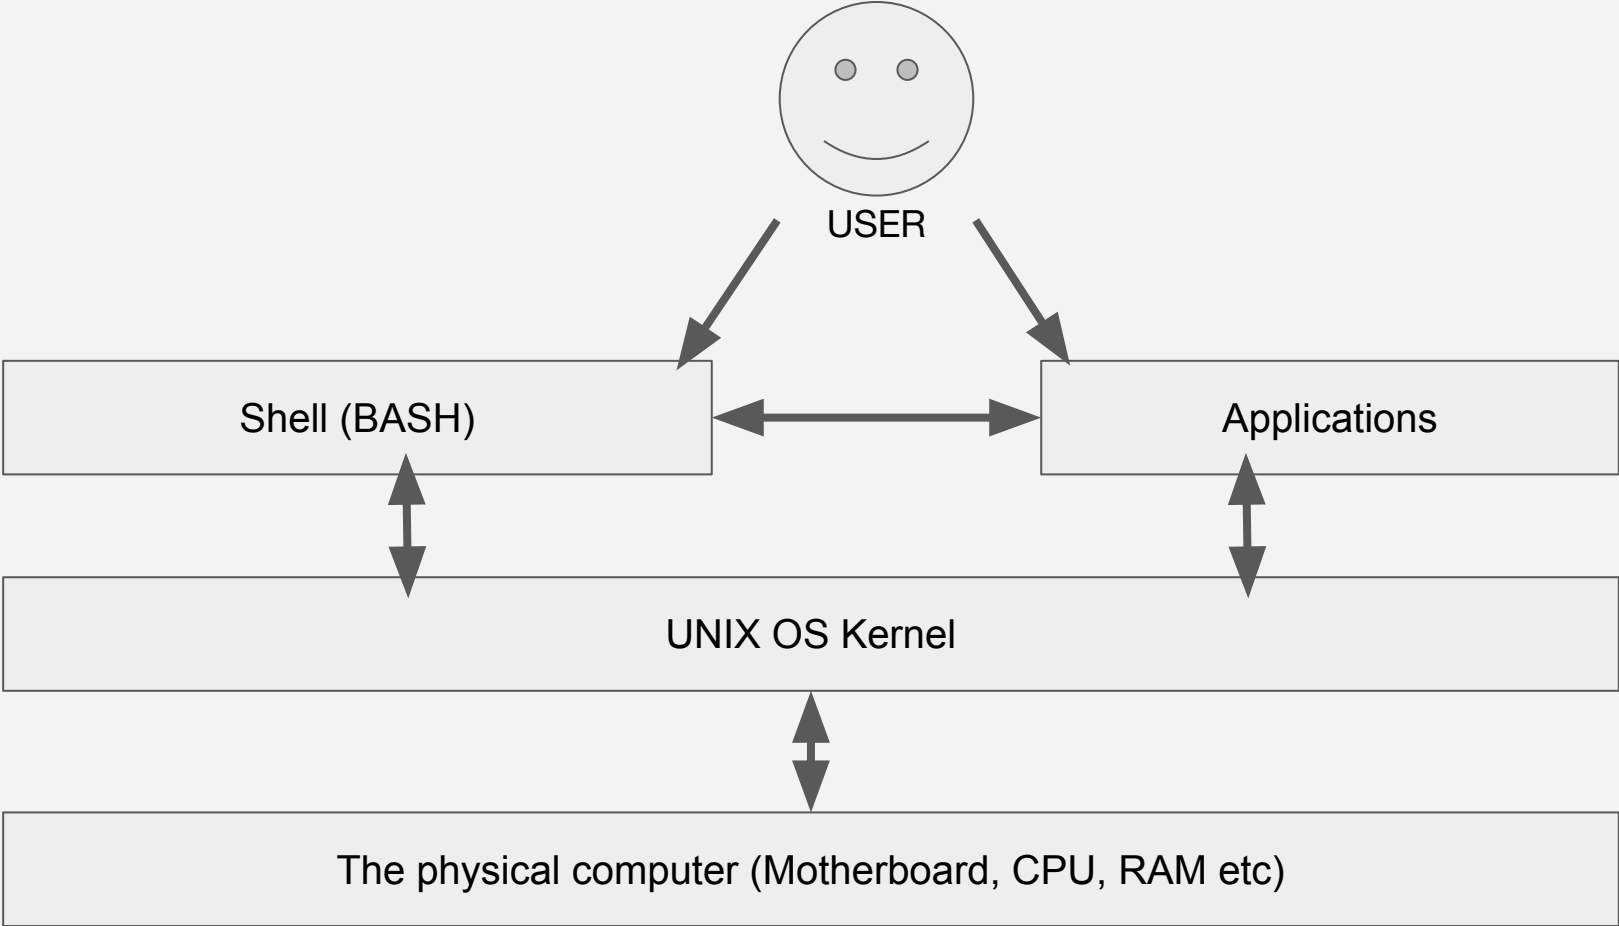 USER
Shell (BASH)
Applications
UNIX OS Kernel
The physical computer (Motherboard, CPU, RAM etc)